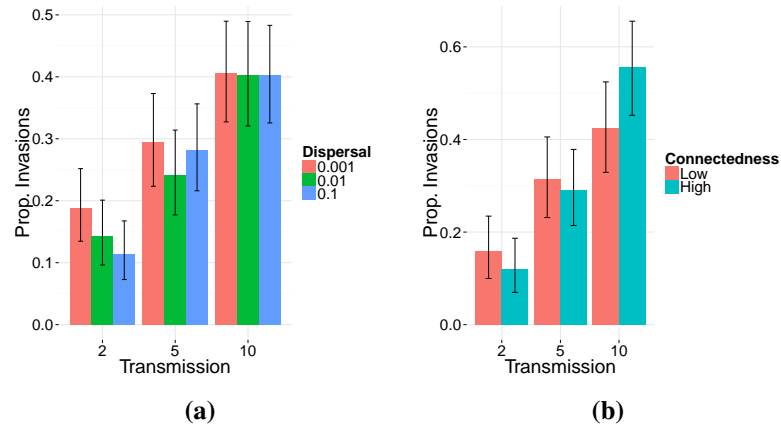 0.5
0.4
0.3
0.2
0.1
0.0
Prop. Invasions
2 5 10
Transmission
Dispersal
0.001
0.01
0.1
(a)
0.6
0.4
0.2
0.0
Prop. Invasions
2 5 10
Transmission
Connectedness
Low
High
(b)